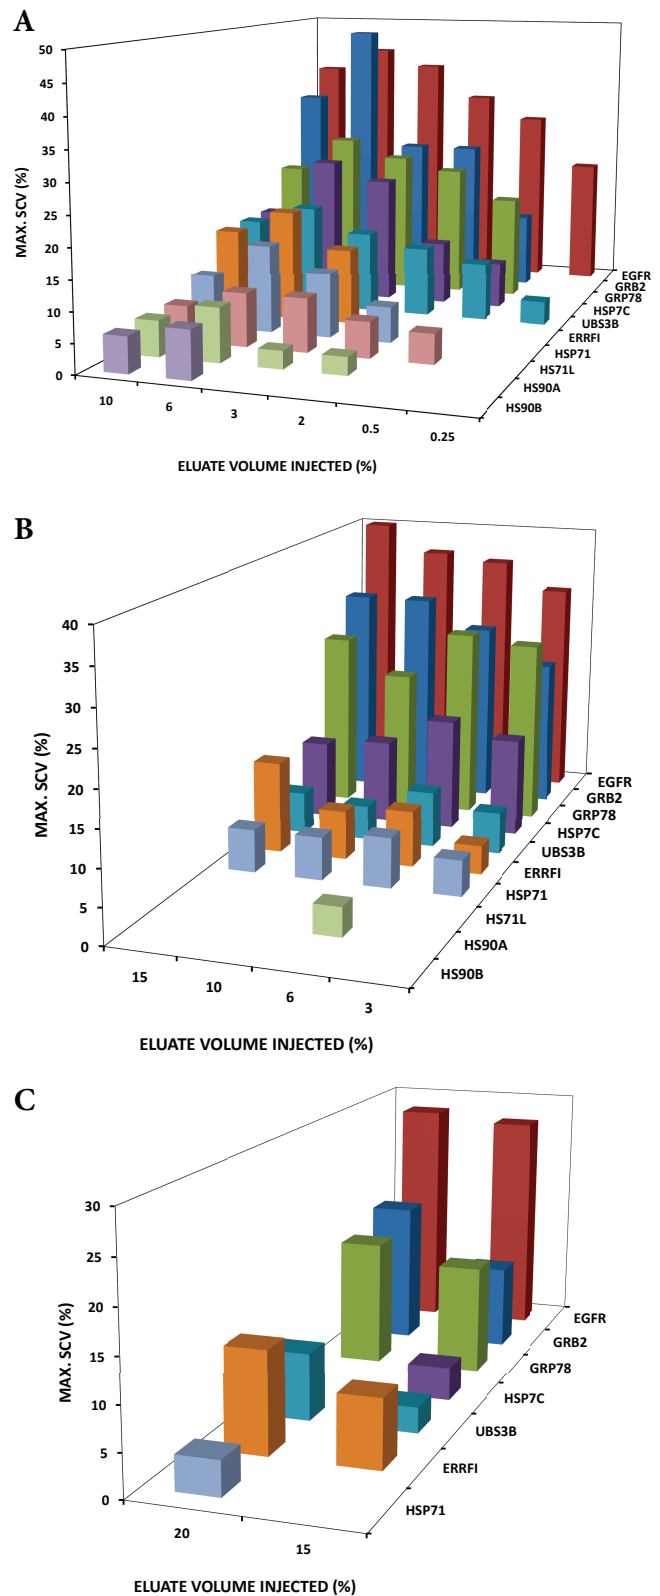 A
50
45
40
35
30
25
20
15
10
5
0
MAX. SCV (%)
10
6
3
2
0.5
0.25
ELUATE VOLUME INJECTED (%)
EGFR
GRB2
GRP78
HSP7C
UBS3B
ERRFI
HSP71
HS71L
HS90A
HS90B
B
40
35
30
25
20
15
10
5
0
MAX. SCV (%)
15
10
6
3
ELUATE VOLUME INJECTED (%)
EGFR
GRB2
GRP78
HSP7C
UBS3B
ERRFI
HSP71
HS71L
HS90A
HS90B
C
30
25
20
15
10
5
0
MAX. SCV (%)
20
15
ELUATE VOLUME INJECTED (%)
EGFR
GRB2
GRP78
HSP7C
UBS3B
ERRFI
HSP71